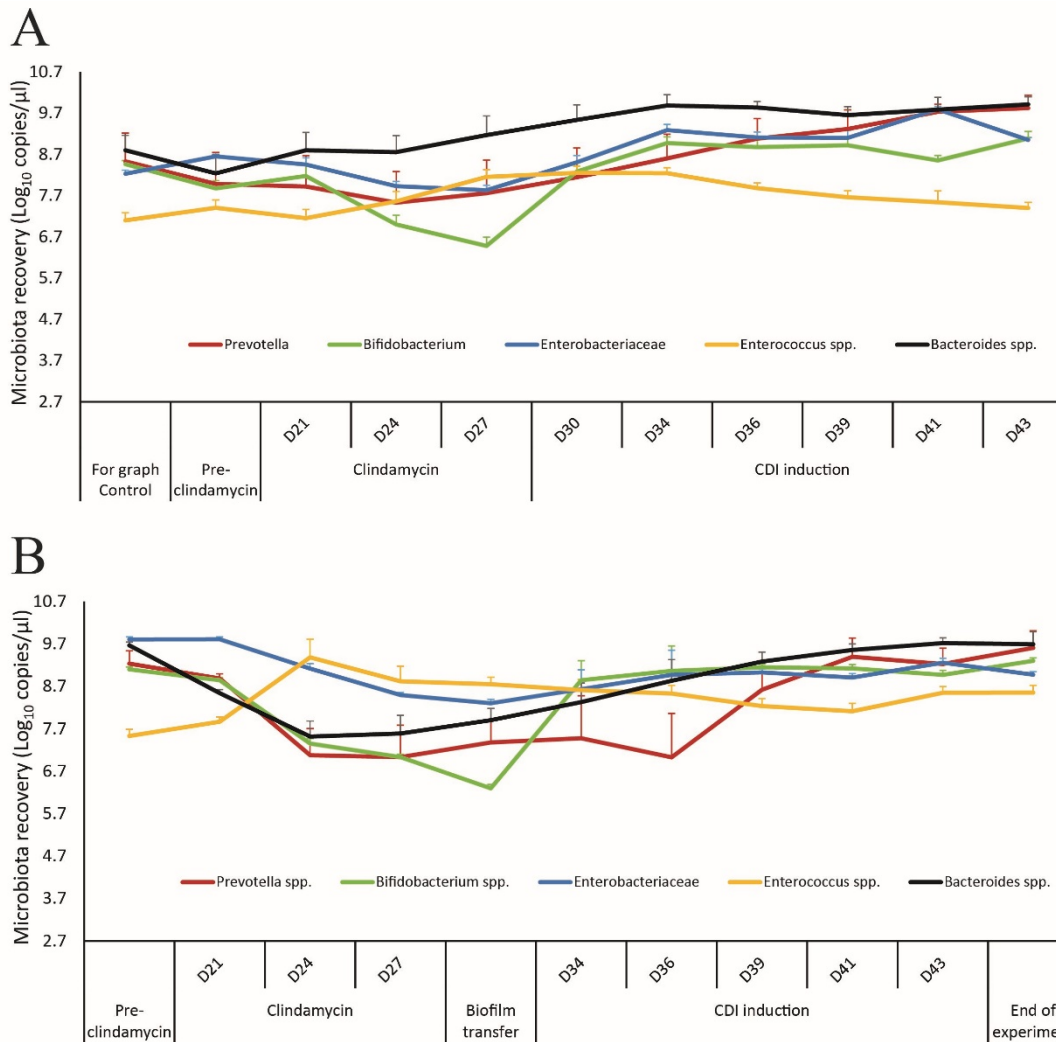 A
Microbiota recovery (Log10 copies/µl)
10.7
9.7
8.7
7.7
6.7
5.7
4.7
3.7
2.7
Prevotella Bifidobacterium Enterobacteriaceae Enterococcus spp. Bacteroides spp.
D21 D24 D27 D30 D34 D36 D39 D41 D43
For graph Pre- Clindamycin CDI induction
Control clindamycin
B
Microbiota recovery (Log10 copies/µl)
10.7
9.7
8.7
7.7
6.7
5.7
4.7
3.7
2.7
Prevotella spp. Bifidobacterium spp. Enterobacteriaceae Enterococcus spp. Bacteroides spp.
D21 D24 D27 D34 D36 D39 D41 D43
Pre- Clindamycin Biofilm CDI induction End of
clindamycin transfer experime